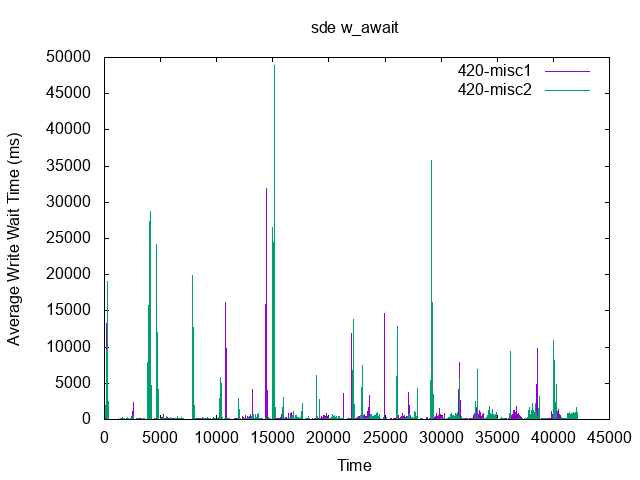 sde w_await
50000
45000
40000
35000
30000
25000
20000
15000
10000
5000
0
Average Write Wait Time (ms)
420-misc1
420-misc2
0 5000 10000 15000 20000 25000 30000 35000 40000 45000
Time